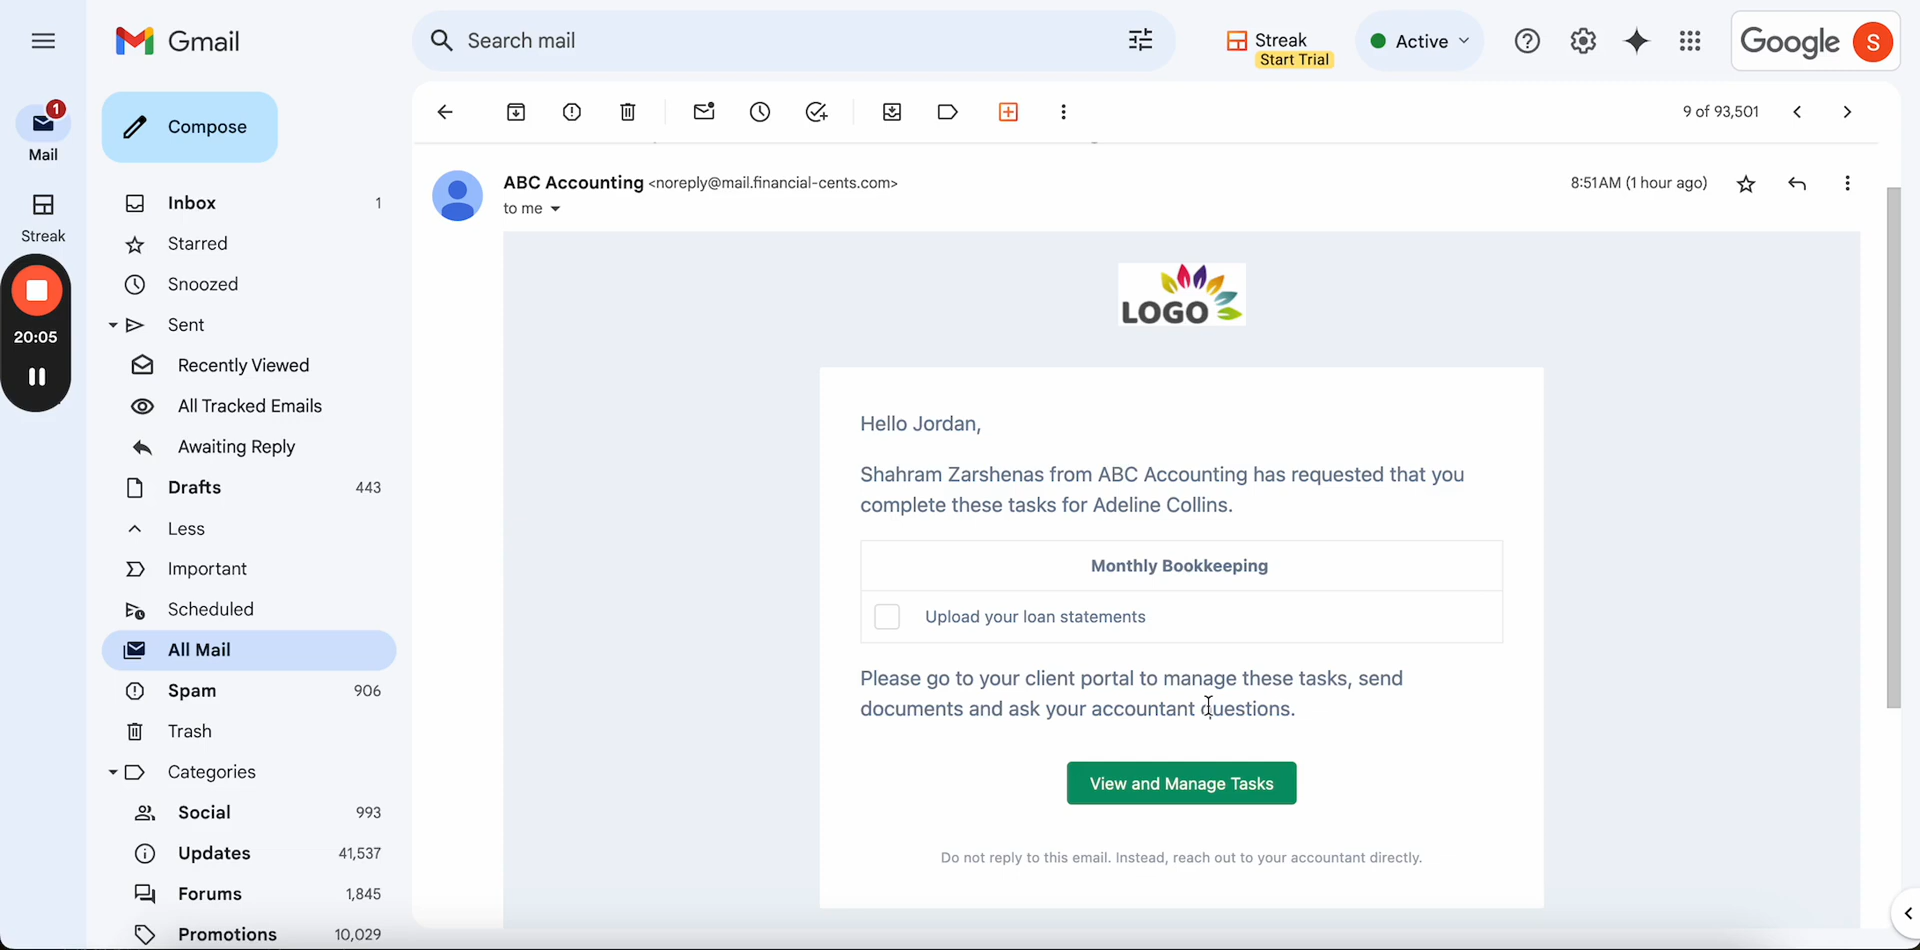 Gmail
Search mail
Streak
Start Trial
Active
Google
S
1
Mail
Streak
20:05
Compose
Inbox 1
Starred
Snoozed
Sent
Recently Viewed
All Tracked Emails
Awaiting Reply
Drafts 443
Less
Important
Scheduled
All Mail
Spam 906
Trash
Categories
Social 993
Updates 41,537
Forums 1,845
Promotions 10,029
9 of 93,501
ABC Accounting <noreply@mail.financial-cents.com>
8:51 AM (1 hour ago)
to me
LOGO
Hello Jordan,
Shahram Zarshenas from ABC Accounting has requested that you
complete these tasks for Adeline Collins.
Monthly Bookkeeping
Upload your loan statements
Please go to your client portal to manage these tasks, send
documents and ask your accountant questions.
View and Manage Tasks
Do not reply to this email. Instead, reach out to your accountant directly.